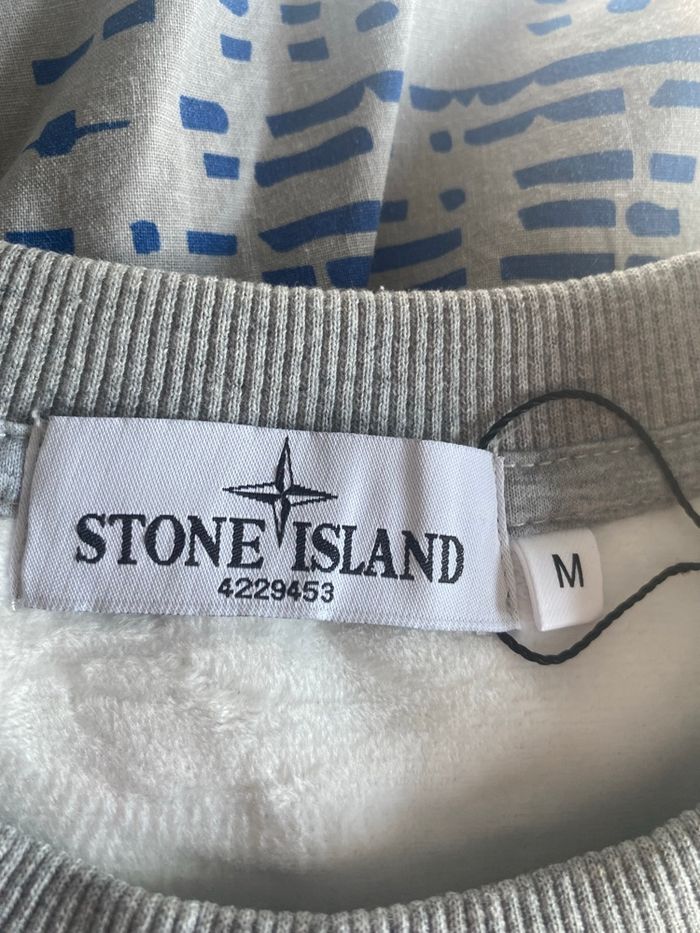 STONE ISLAND
4229453
M